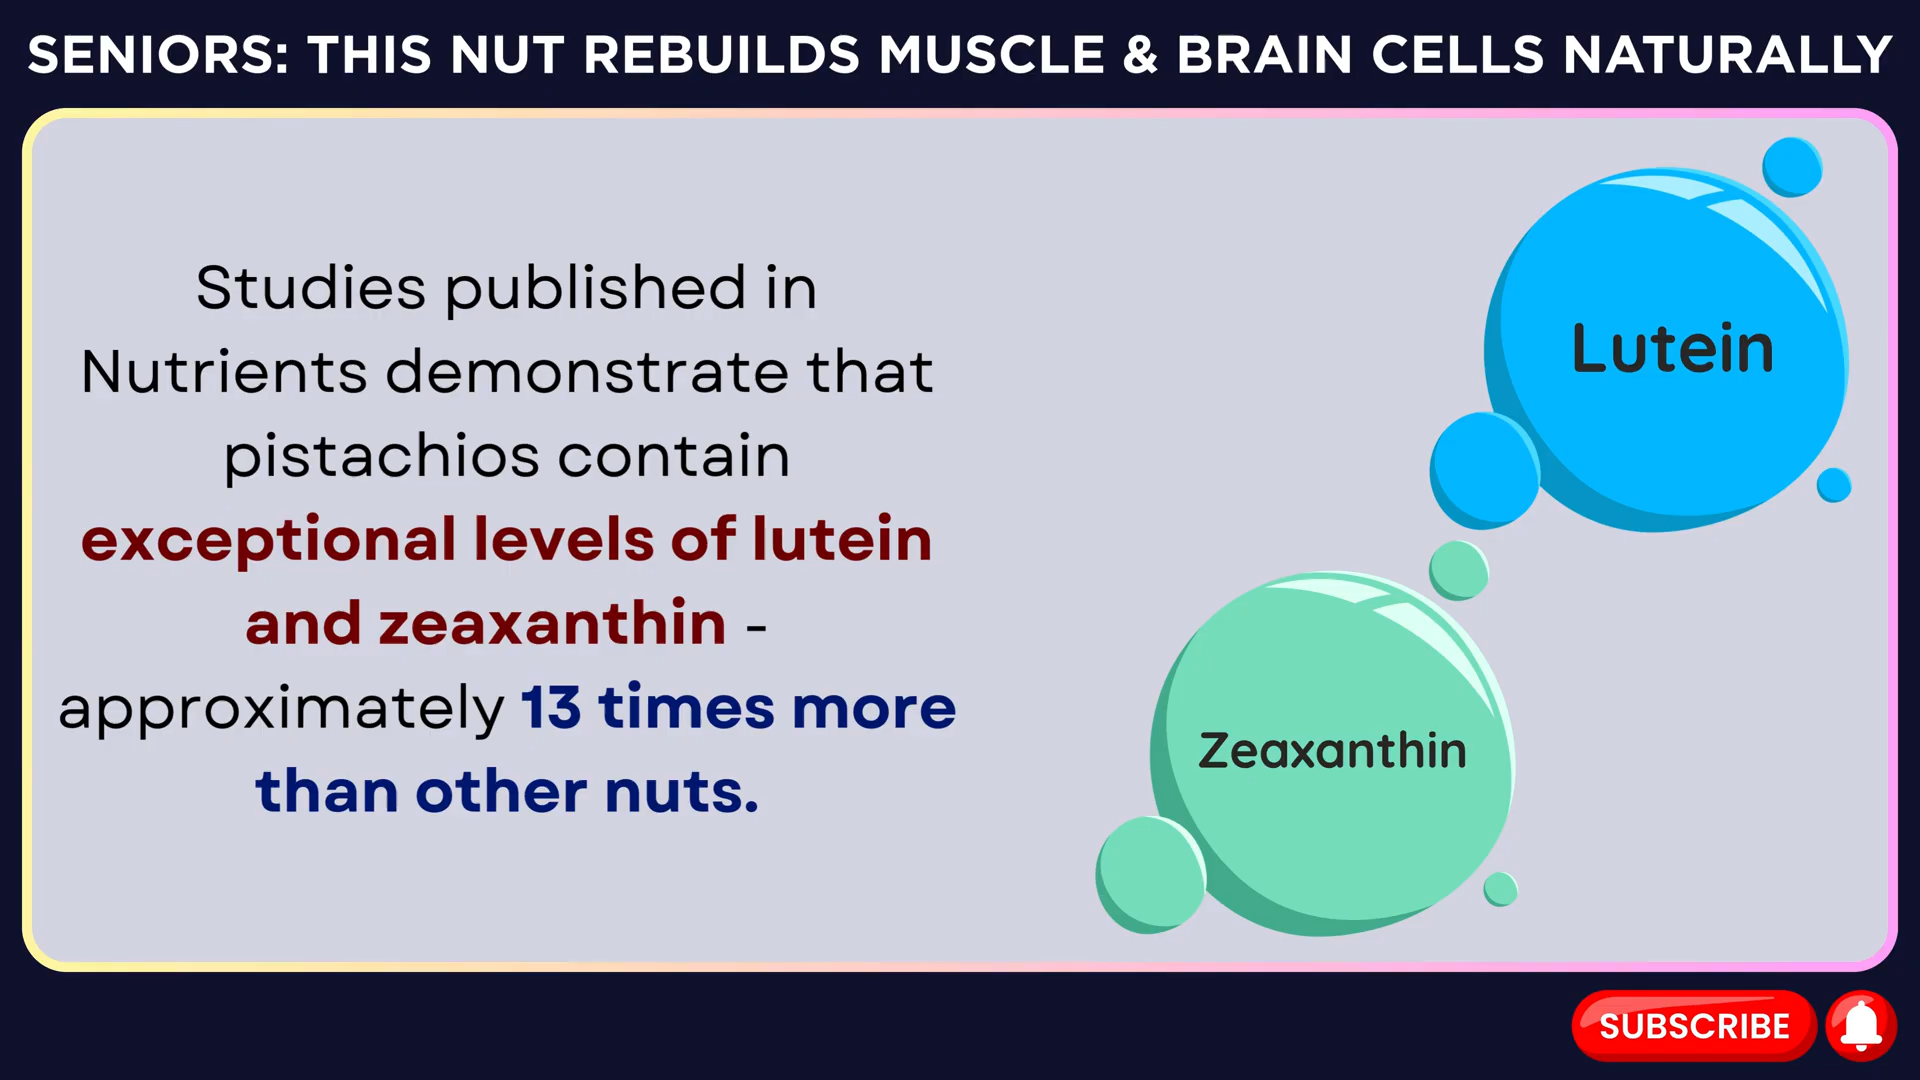 SENIORS: THIS NUT REBUILDS MUSCLE & BRAIN CELLS NATURALLY
Studies published in
Nutrients demonstrate that
pistachios contain
exceptional levels of lutein
and zeaxanthin -
approximately 13 times more
than other nuts.
Lutein
Zeaxanthin
SUBSCRIBE